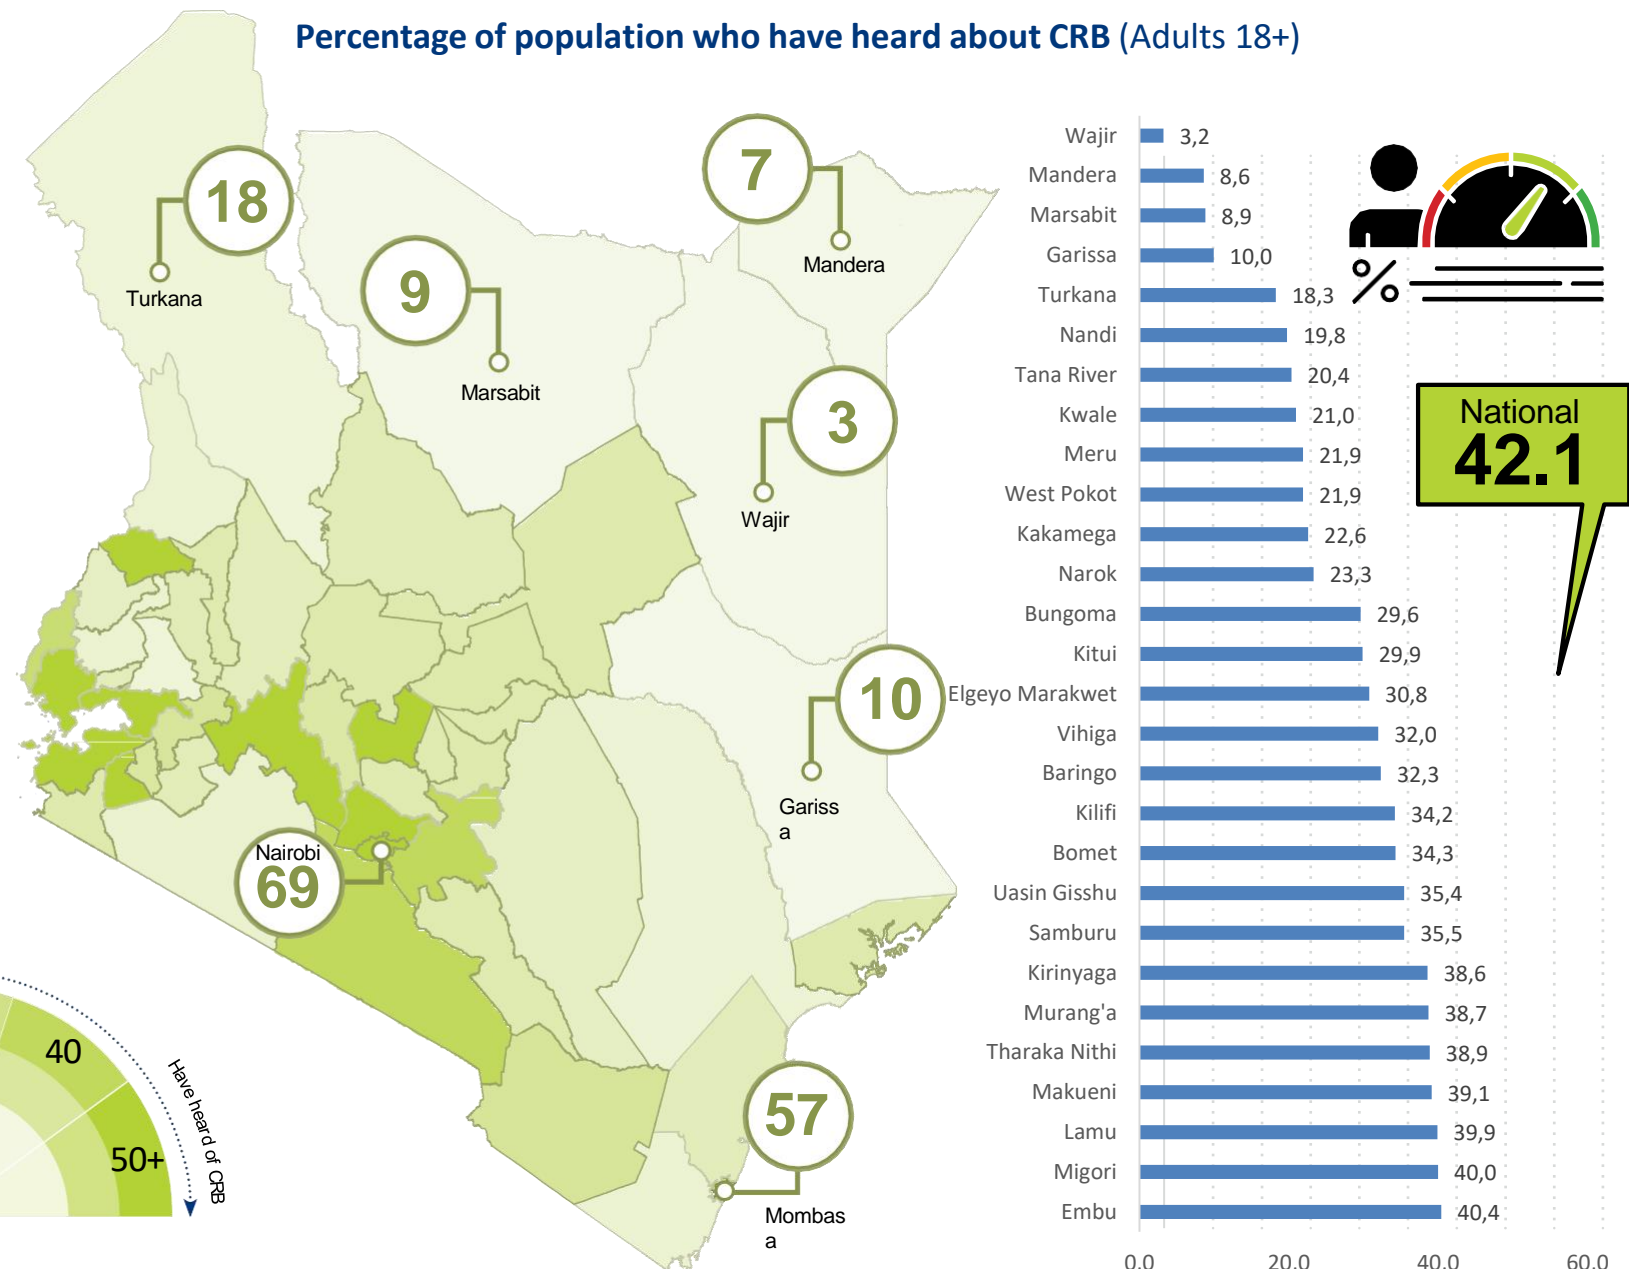 Percentage of population who have heard about CRB (Adults 18+)
18
Turkana
9
Marsabit
7
Mandera
3
Wajir
10
Gariss
a
Nairobi
69
57
Mombas
a
40
50+
Have heard of CRB
Wajir 3,2
Mandera 8,6
Marsabit 8,9
Garissa 10,0
Turkana 18,3
Nandi 19,8
Tana River 20,4
Kwale 21,0
Meru 21,9
West Pokot 21,9
Kakamega 22,6
Narok 23,3
Bungoma 29,6
Kitui 29,9
Elgeyo Marakwet 30,8
Vihiga 32,0
Baringo 32,3
Kilifi 34,2
Bomet 34,3
Uasin Gisshu 35,4
Samburu 35,5
Kirinyaga 38,6
Murang'a 38,7
Tharaka Nithi 38,9
Makueni 39,1
Lamu 39,9
Migori 40,0
Embu 40,4
0,0 20,0 40,0 60,0
%
National
42.1